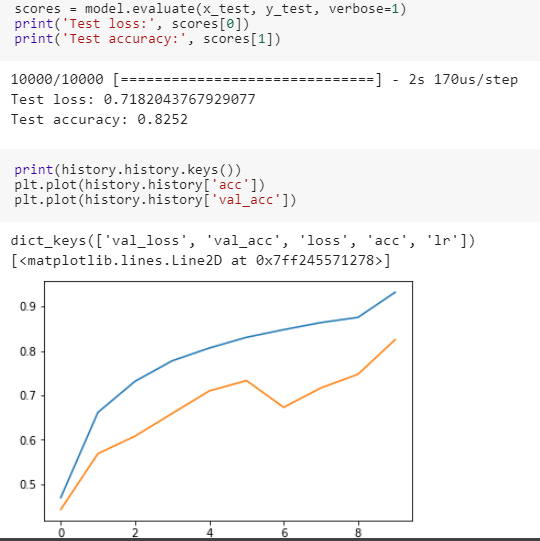 scores = model.evaluate(x_test, y_test, verbose=1)
print('Test loss:', scores[0])
print('Test accuracy:', scores[1])
10000/10000 [==============================] - 2s 170us/step
Test loss: 0.7182043767929077
Test accuracy: 0.8252
print(history.history.keys())
plt.plot(history.history['acc'])
plt.plot(history.history['val_acc'])
dict_keys(['val_loss', 'val_acc', 'loss', 'acc', 'lr'])
[<matplotlib.lines.Line2D at 0x7ff245571278>]
0.9
0.8
0.7
0.6
0.5
0 2 4 6 8